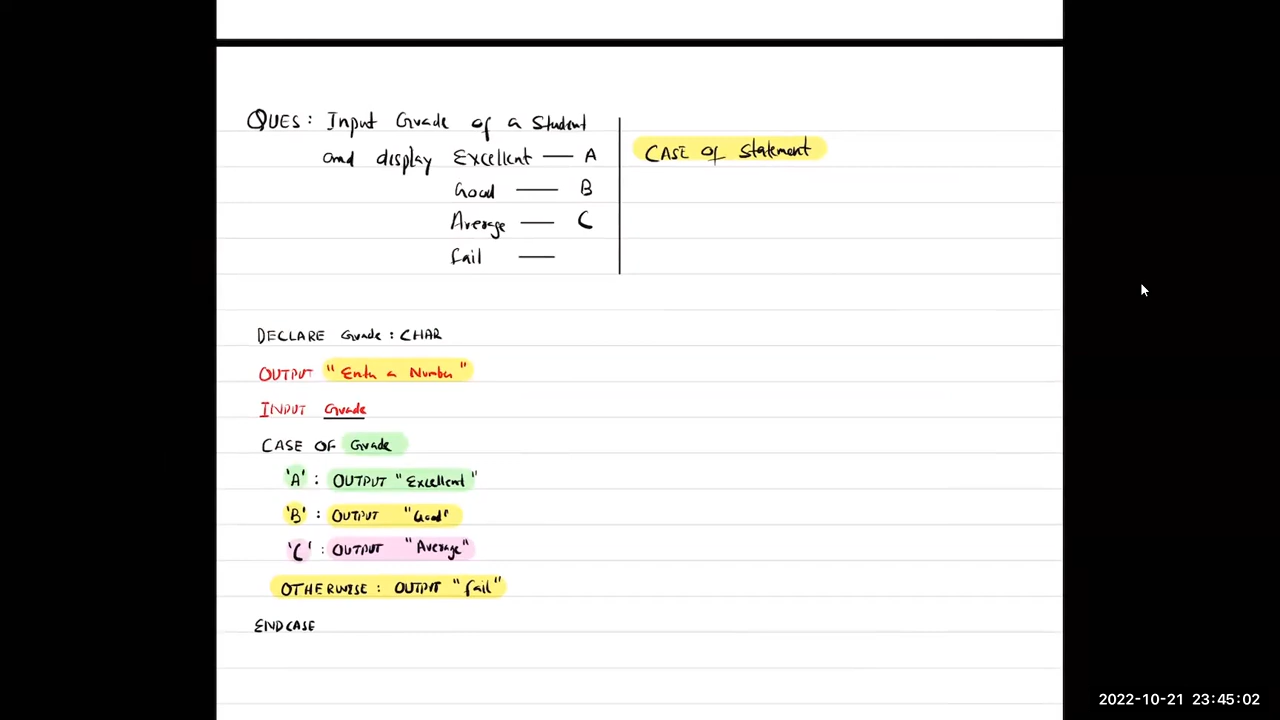 QUES: Input Grade of a Student
and display Excellent — A
Good — B
Average — C
fail —
CASE of Statement
DECLARE Grade : CHAR
OUTPUT "Enter a Number"
INPUT Grade
CASE OF Grade
'A' : OUTPUT "Excellent"
'B' : OUTPUT "Good"
'C' : OUTPUT "Average"
OTHERWISE : OUTPUT "fail"
ENDCASE
2022-10-21 23:45:02